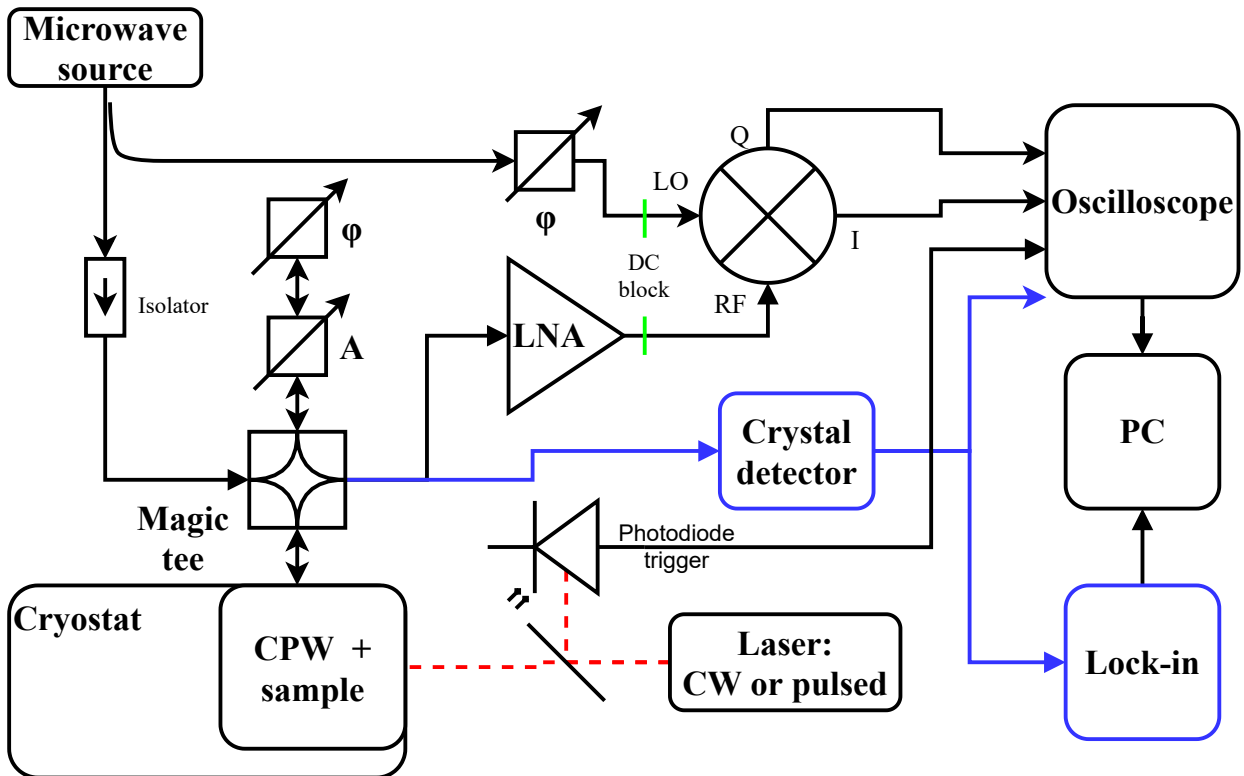 Microwave
source
Q
LO
φ
φ
Oscilloscope
I
DC
block
RF
Isolator
LNA
A
PC
Crystal
detector
Magic
tee
Photodiode
trigger
Cryostat
CPW +
sample
Laser:
CW or pulsed
Lock-in